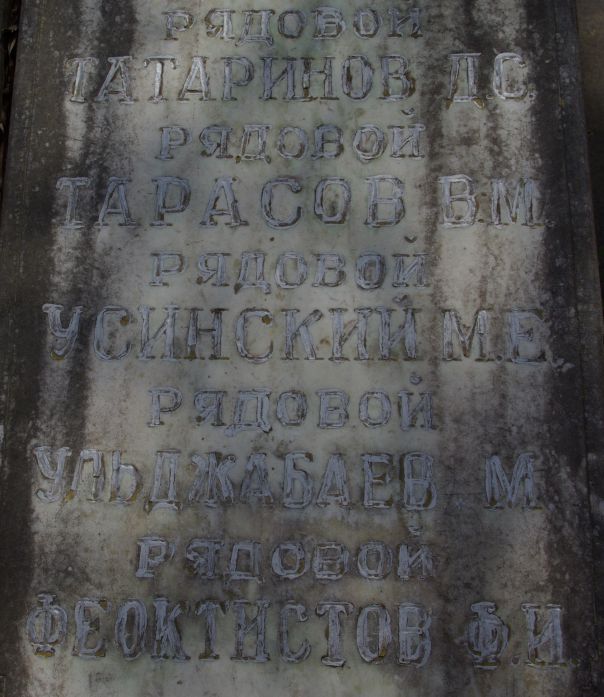 РЯДОВОЙ
ТАТАРИНОВ Д.С.
РЯДОВОЙ
ТАРАСОВ В.М.
РЯДОВОЙ
УСИНСКИЙ М.Е.
РЯДОВОЙ
УЛЬДЖАБАЕВ М.
РЯДОВОЙ
ФЕОКТИСТОВ Ф.И.